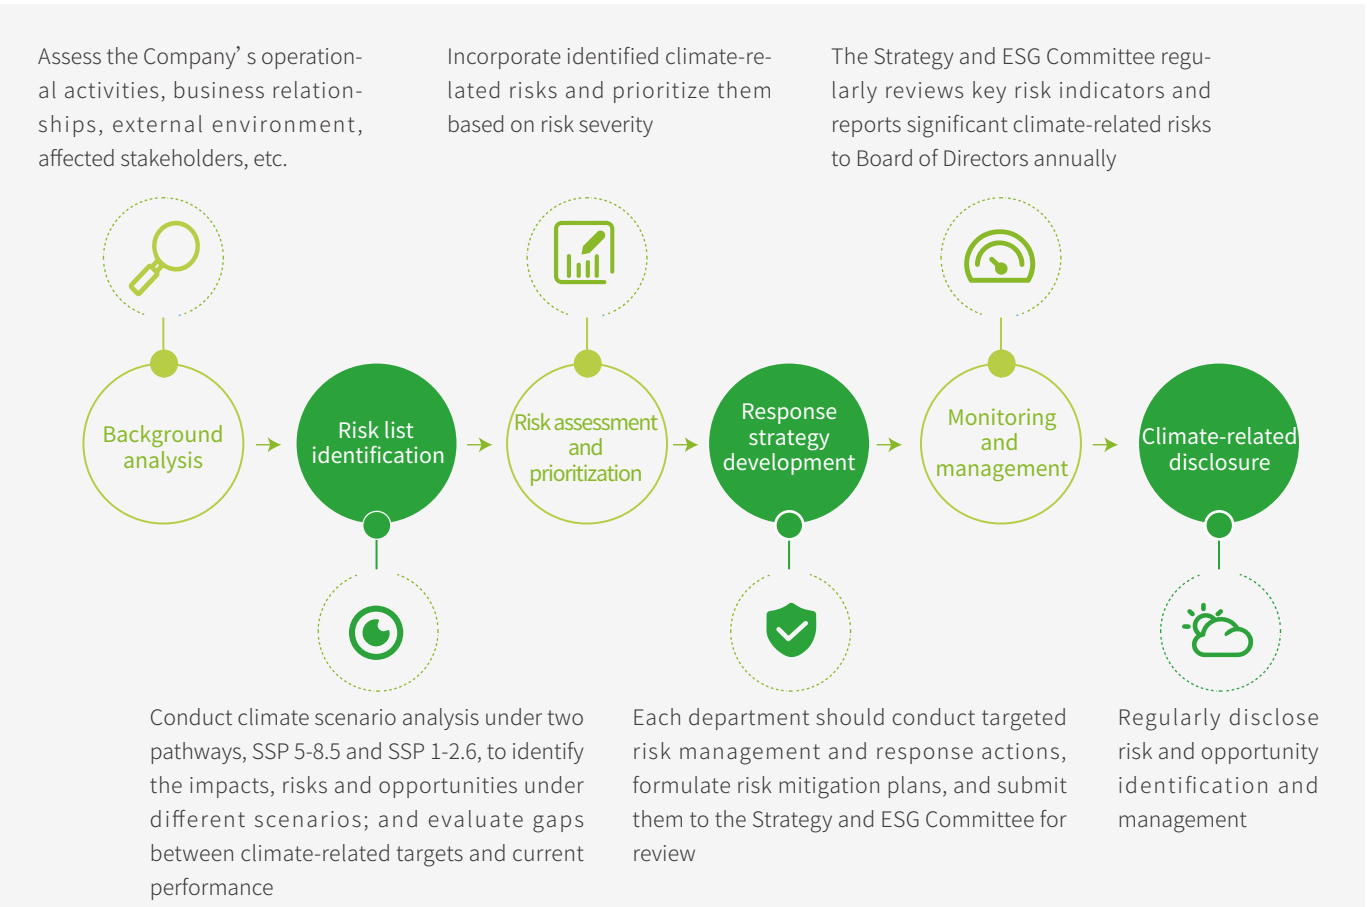 Assess the Company’s operation-
al activities, business relation-
ships, external environment,
affected stakeholders, etc.
Incorporate identified climate-re-
lated risks and prioritize them
based on risk severity
The Strategy and ESG Committee regu-
larly reviews key risk indicators and
reports significant climate-related risks
to Board of Directors annually
Background
analysis
Risk list
identification
Risk assessment
and
prioritization
Response
strategy
development
Monitoring
and
management
Climate-related
disclosure
Conduct climate scenario analysis under two
pathways, SSP 5-8.5 and SSP 1-2.6, to identify
the impacts, risks and opportunities under
different scenarios; and evaluate gaps
between climate-related targets and current
performance
Each department should conduct targeted
risk management and response actions,
formulate risk mitigation plans, and submit
them to the Strategy and ESG Committee for
review
Regularly disclose
risk and opportunity
identification and
management